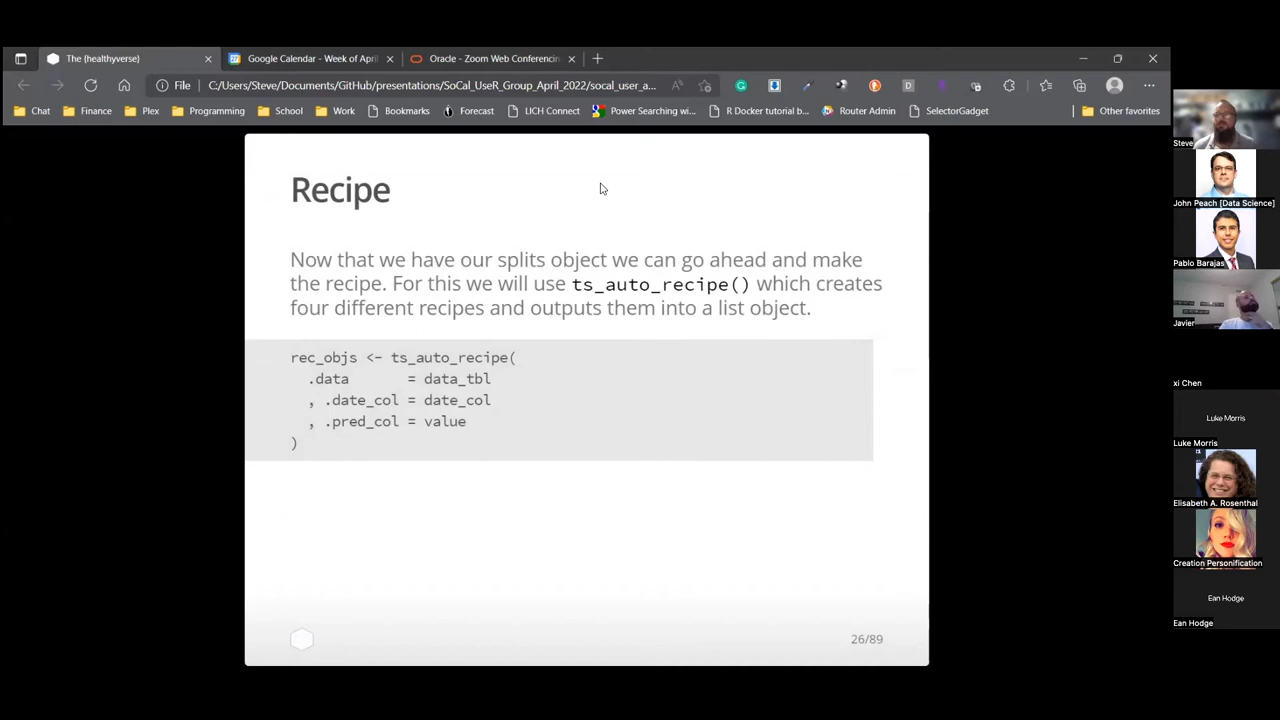 The {healthyverse}
Google Calendar - Week of April
Oracle - Zoom Web Conferencin
File
C:/Users/Steve/Documents/GitHub/presentations/SoCal_UseR_Group_April_2022/socal_user_a...
Chat
Finance
Plex
Programming
School
Work
Bookmarks
Forecast
LICH Connect
Power Searching wi...
R Docker tutorial b...
Router Admin
SelectorGadget
Other favorites
Recipe
Now that we have our splits object we can go ahead and make
the recipe. For this we will use ts_auto_recipe() which creates
four different recipes and outputs them into a list object.
rec_objs <- ts_auto_recipe(
.data = data_tbl
, .date_col = date_col
, .pred_col = value
)
26/89
Steve
John Peach [Data Science]
Pablo Barajas
Javier
xi Chen
Luke Morris
Luke Morris
Elisabeth A. Rosenthal
Creation Personification
Ean Hodge
Ean Hodge